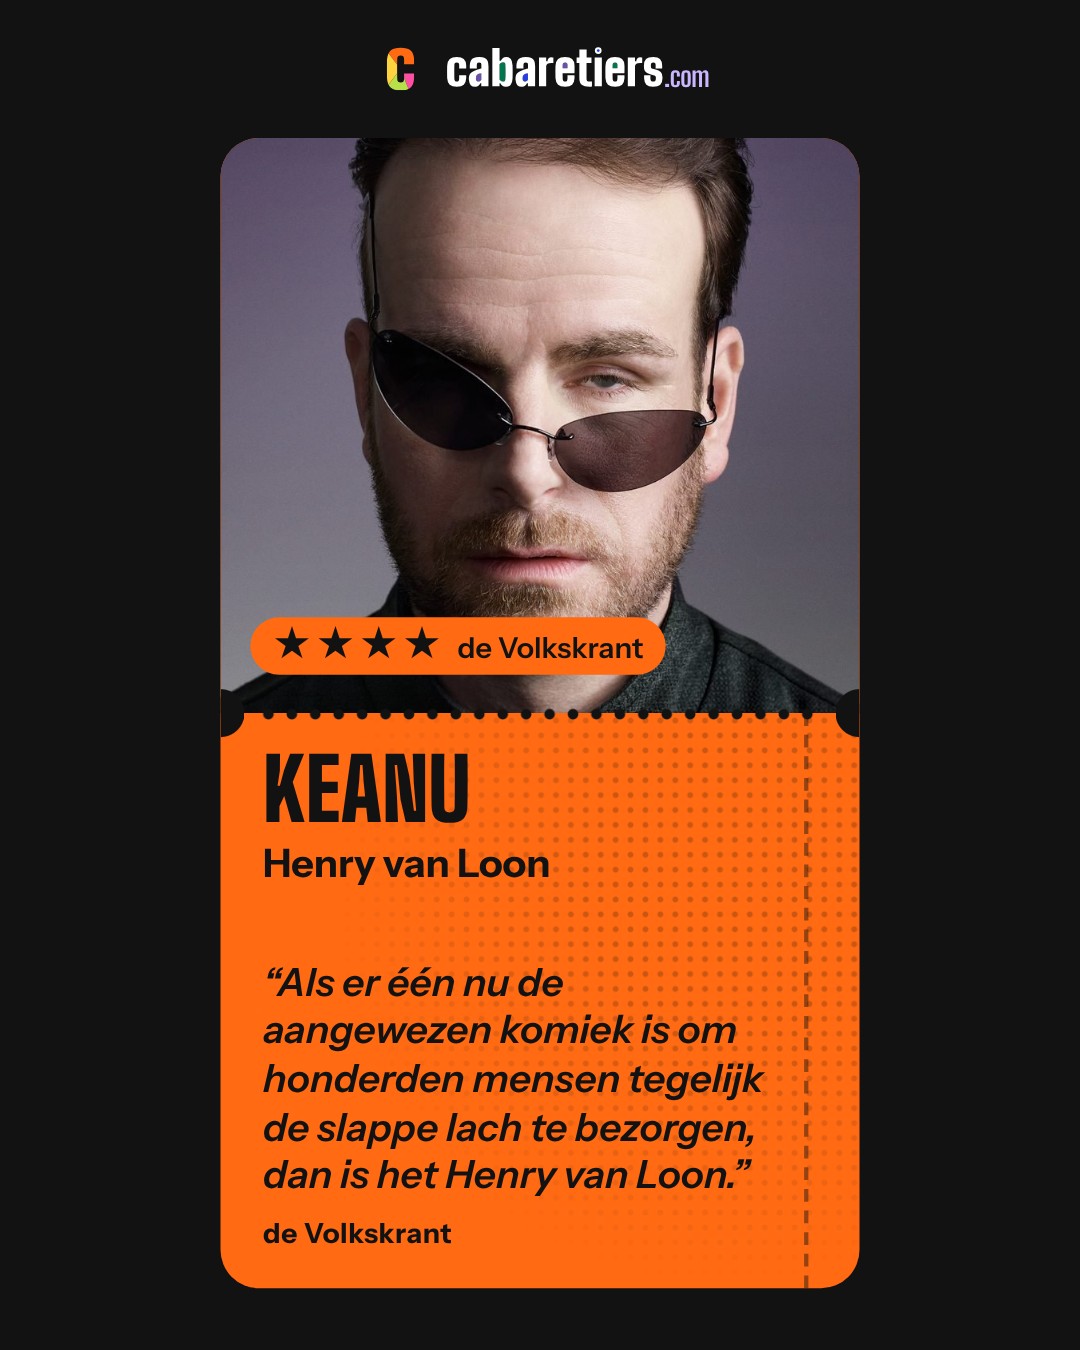 cabaretiers.com
★★★★ de Volkskrant
KEANU
Henry van Loon
“Als er één nu de
aangewezen komiek is om
honderden mensen tegelijk
de slappe lach te bezorgen,
dan is het Henry van Loon.”
de Volkskrant